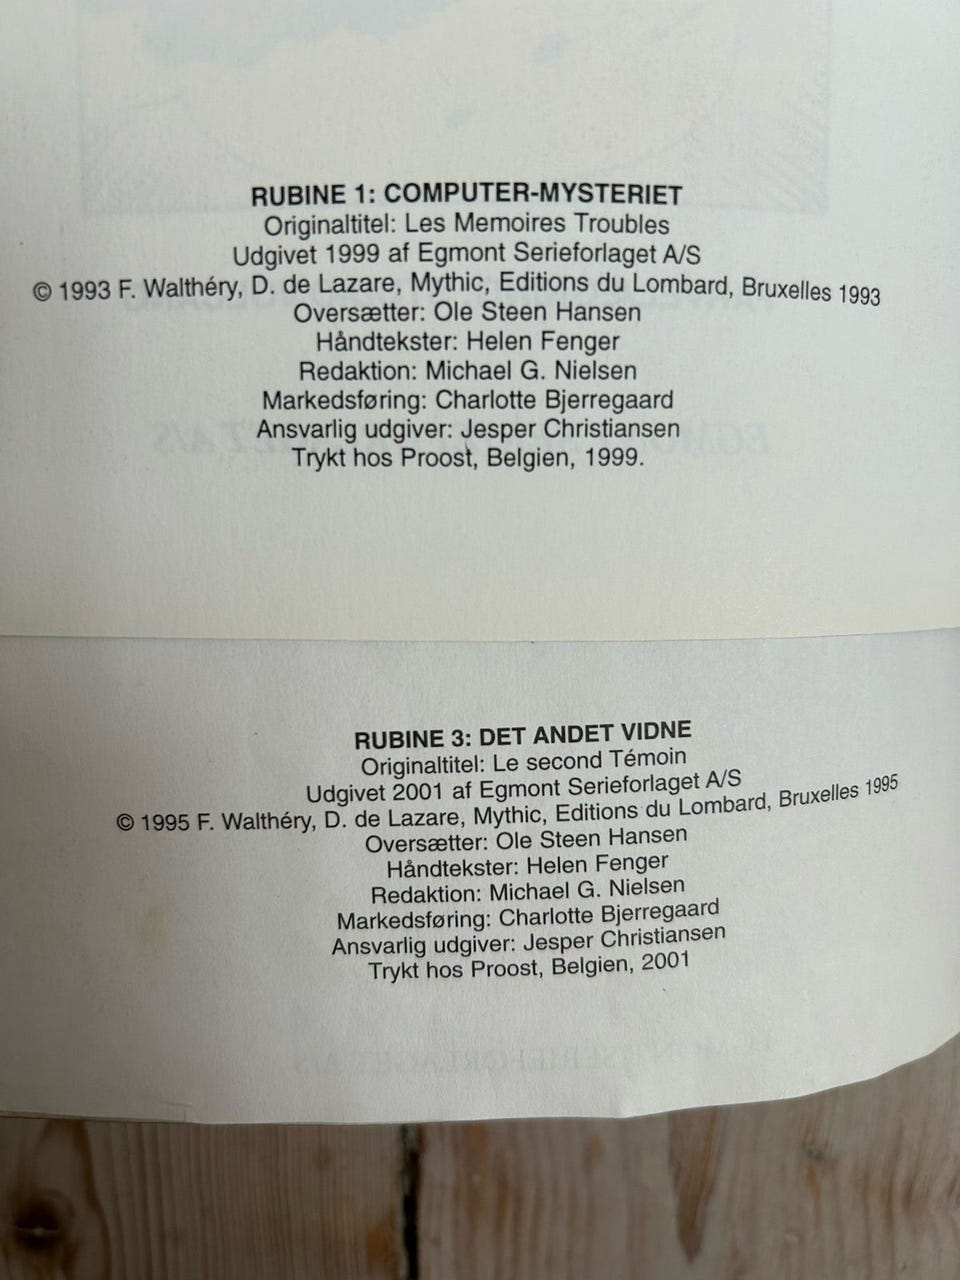 RUBINE 1: COMPUTER-MYSTERIET
Originaltitel: Les Memoires Troubles
Udgivet 1999 af Egmont Serieforlaget A/S
© 1993 F. Walthéry, D. de Lazare, Mythic, Editions du Lombard, Bruxelles 1993
Oversætter: Ole Steen Hansen
Håndtekster: Helen Fenger
Redaktion: Michael G. Nielsen
Markedsføring: Charlotte Bjerregaard
Ansvarlig udgiver: Jesper Christiansen
Trykt hos Proost, Belgien, 1999.
RUBINE 3: DET ANDET VIDNE
Originaltitel: Le second Témoin
Udgivet 2001 af Egmont Serieforlaget A/S
© 1995 F. Walthéry, D. de Lazare, Mythic, Editions du Lombard, Bruxelles 1995
Oversætter: Ole Steen Hansen
Håndtekster: Helen Fenger
Redaktion: Michael G. Nielsen
Markedsføring: Charlotte Bjerregaard
Ansvarlig udgiver: Jesper Christiansen
Trykt hos Proost, Belgien, 2001